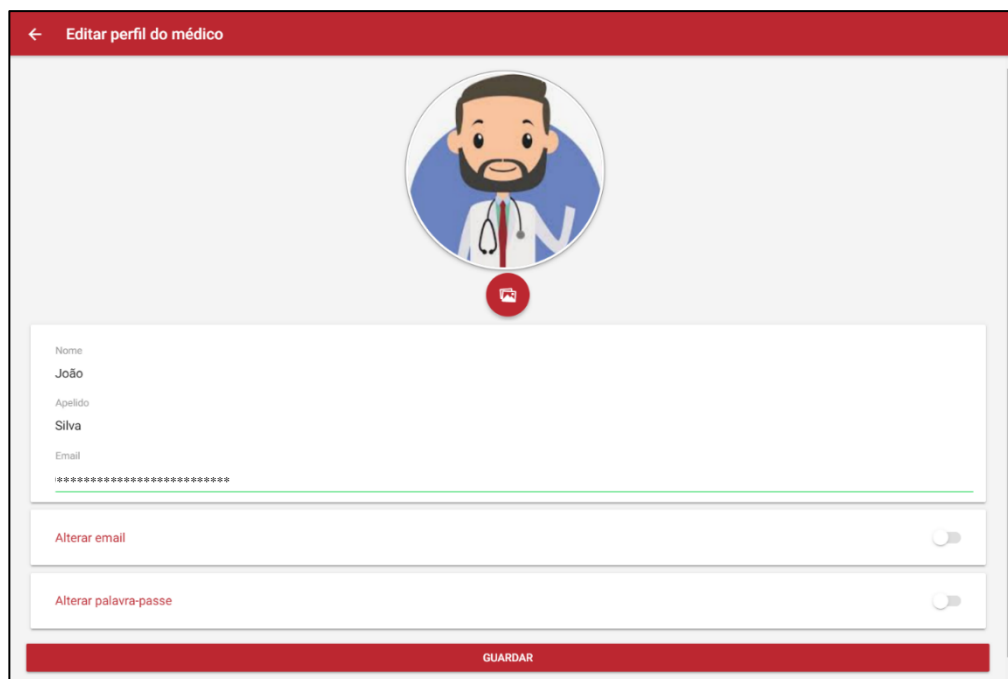 Editar perfil do médico
Nome
João
Apelido
Silva
Email
**************************
Alterar email
Alterar palavra-passe
GUARDAR